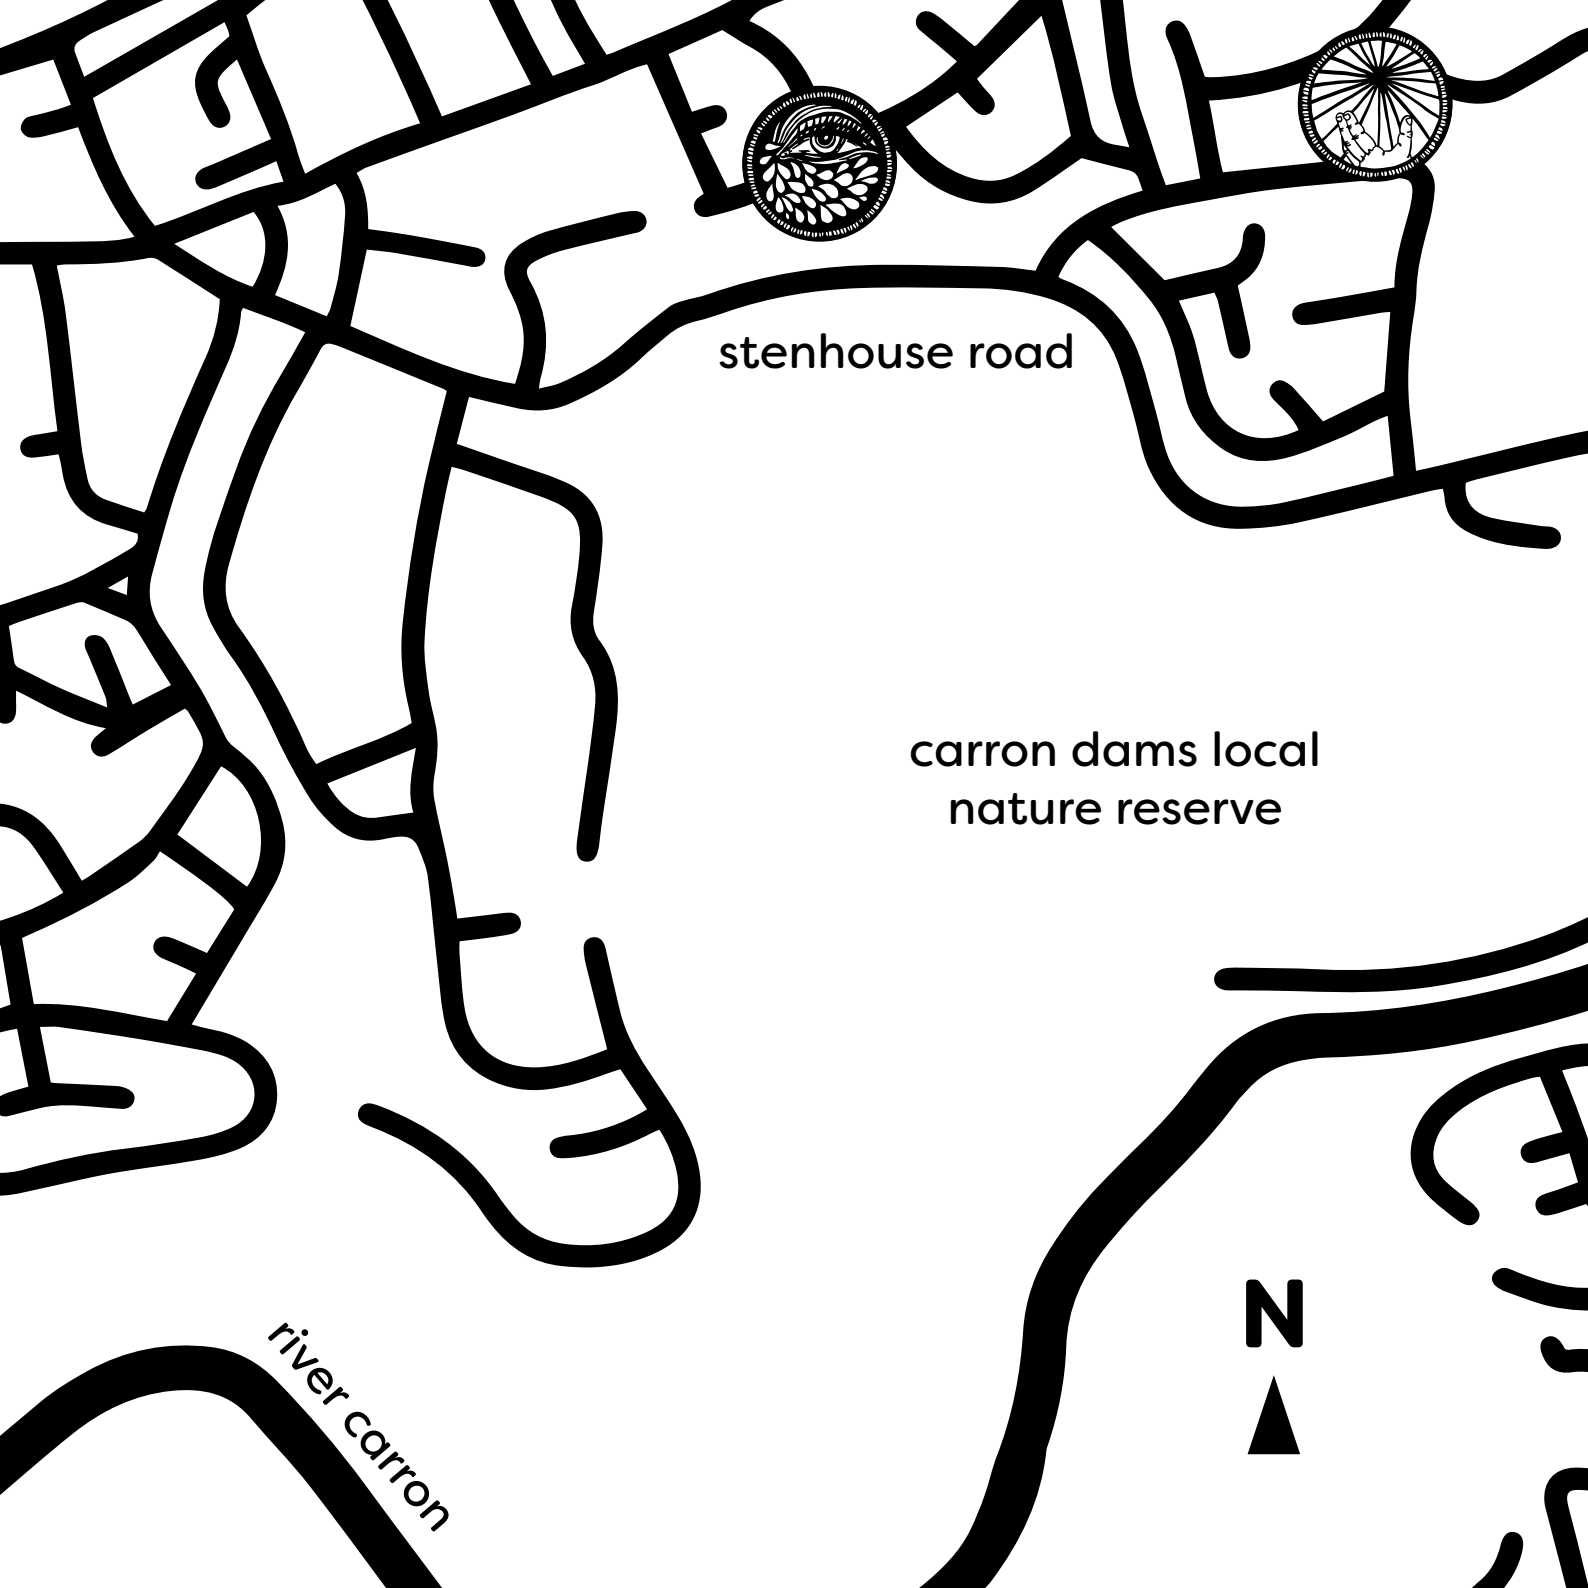 stenhouse road
carron dams local
nature reserve
N
river carron